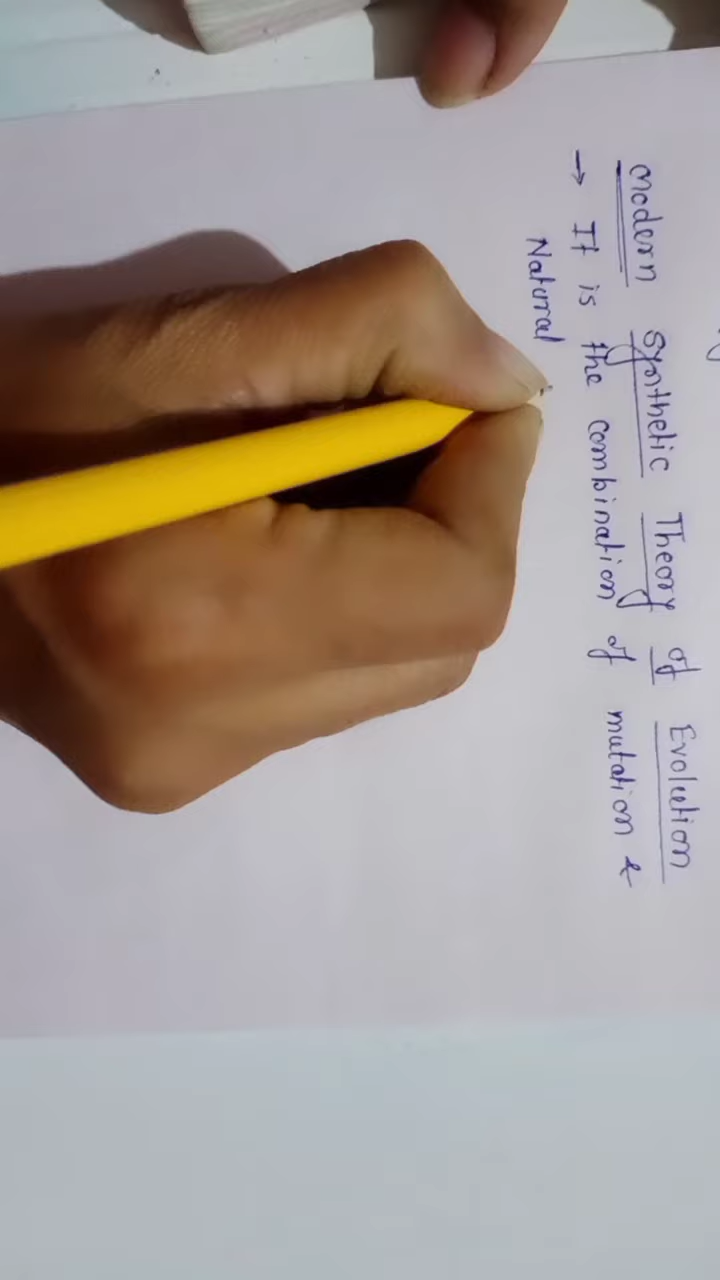 Modern Synthetic Theory of Evolution
→ It is the combination of mutation &
Natural